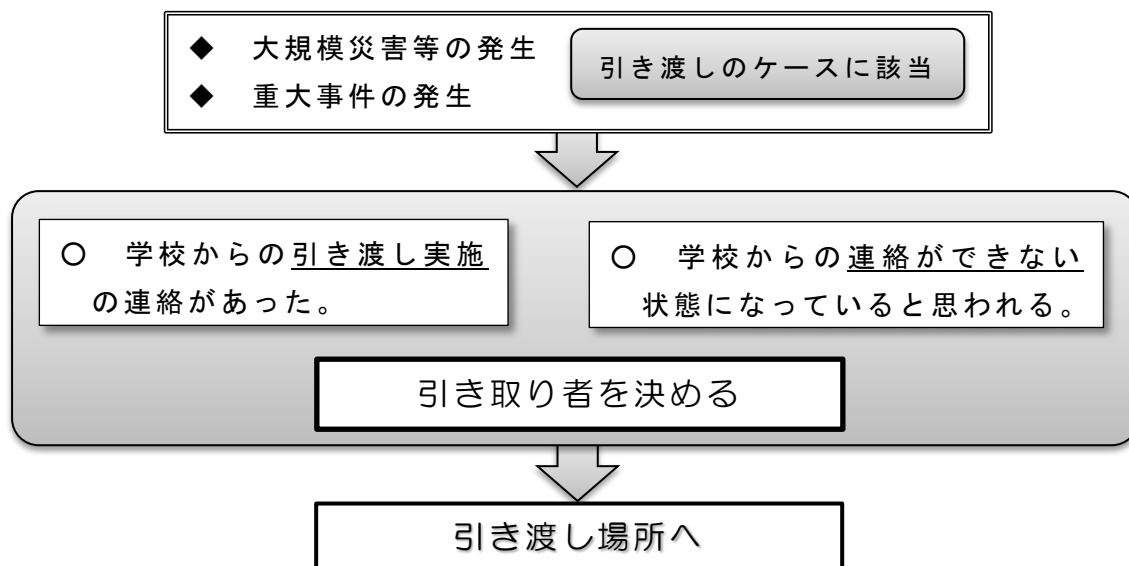 ◆ 大規模災害等の発生
◆ 重大事件の発生
引き渡しのケースに該当
○ 学校からの引き渡し実施
の連絡があった。
○ 学校からの連絡ができない
状態になっていると思われる。
引き取り者を決める
引き渡し場所へ